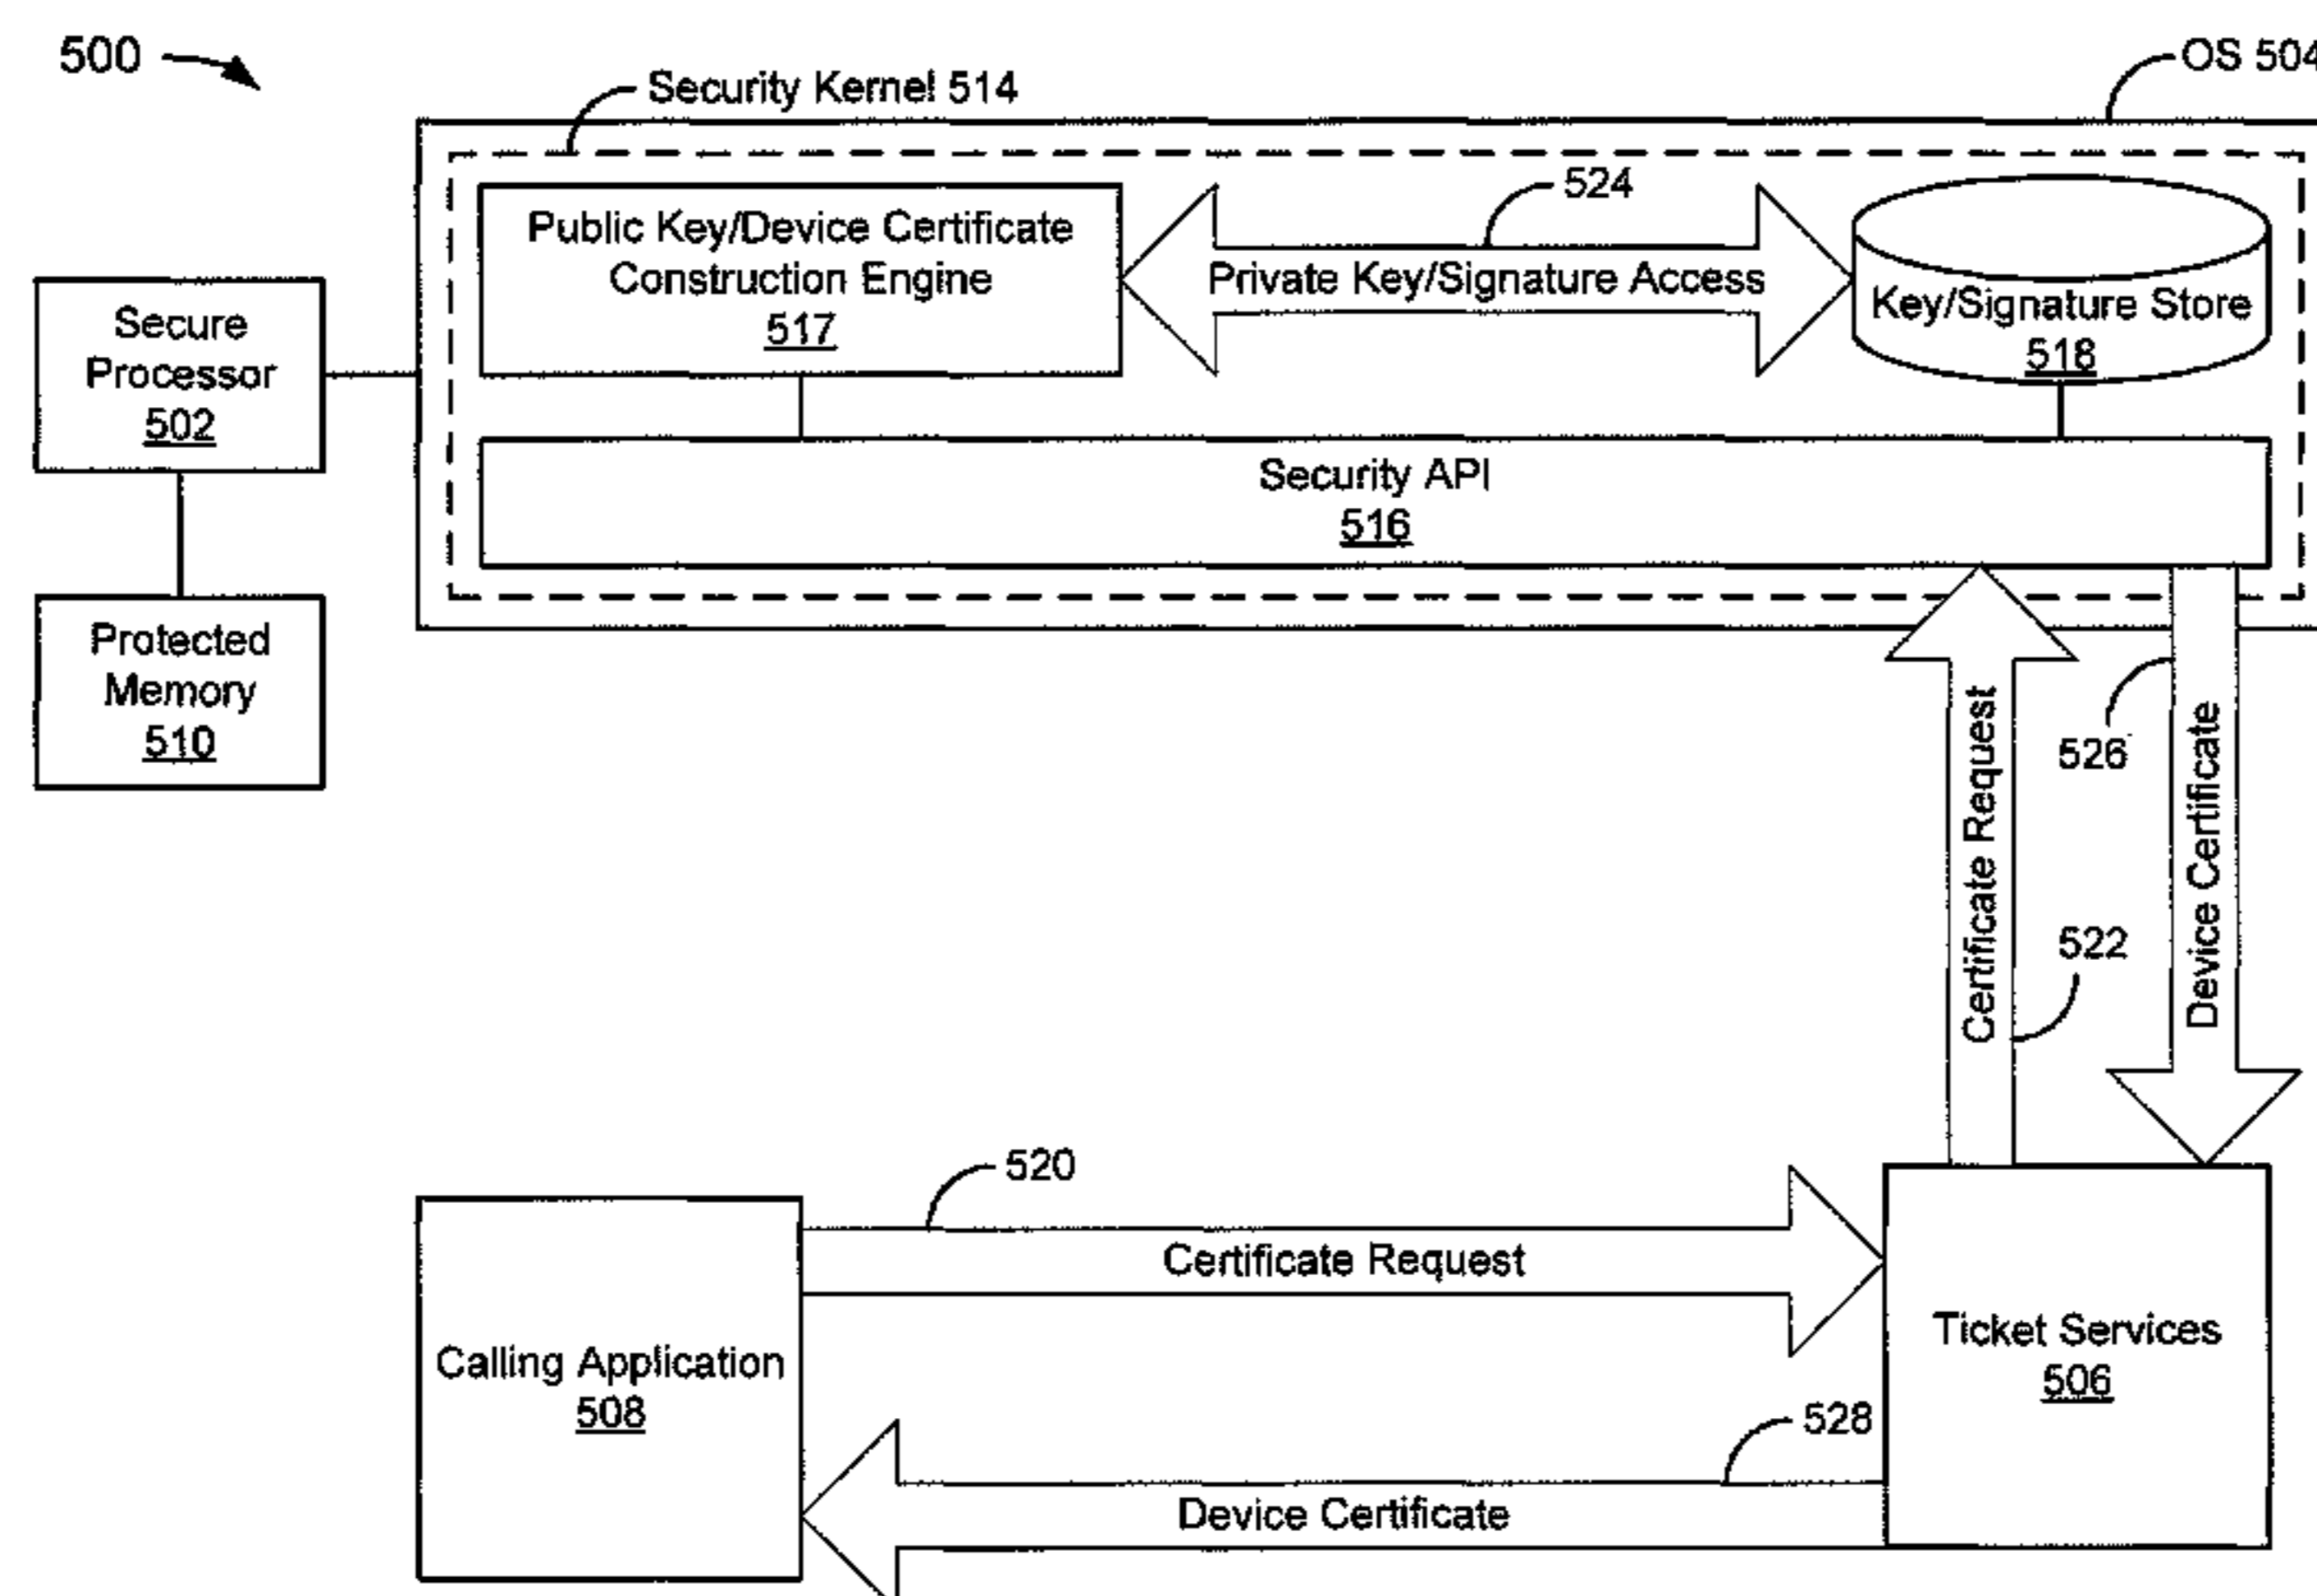 500
Security Kernel 514
OS 504
Public Key/Device Certificate
Construction Engine
517
524
Private Key/Signature Access
Key/Signature Store
518
Secure
Processor
502
Security API
516
Protected
Memory
510
Certificate Request
526
522
Device Certificate
520
Certificate Request
Calling Application
508
Ticket Services
506
528
Device Certificate